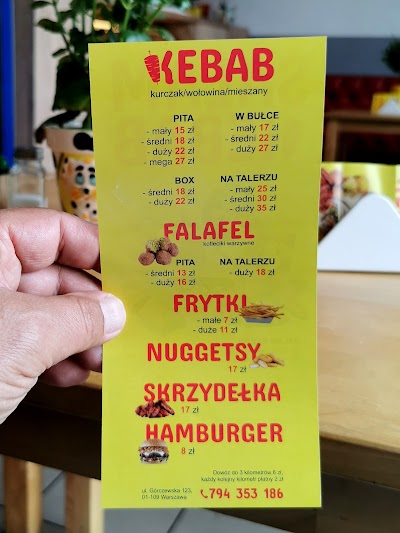 KEBAB
kurczak/wołowina/mieszany
PITA
- mały 15 zł
- średni 18 zł
- duży 22 zł
- mega 27 zł
W BUŁCE
- mały 17 zł
- średni 22 zł
- duży 27 zł
BOX
- średni 18 zł
- duży 22 zł
NA TALERZU
- mały 25 zł
- średni 30 zł
- duży 35 zł
FALAFEL
kotleciki warzywne
PITA
- średni 13 zł
- duży 16 zł
NA TALERZU
- duży 18 zł
FRYTKI
- małe 7 zł
- duże 11 zł
NUGGETSY
17 zł
SKRZYDEŁKA
17 zł
HAMBURGER
8 zł
Dowóz do 3 kilometrów 6 zł,
każdy kolejny kilometr płatny 2 zł
ul. Górczewska 123,
01-109 Warszawa
794 353 186